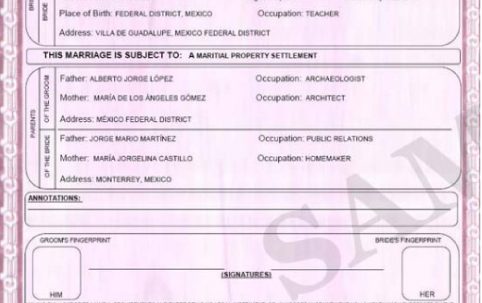 BRIDE
Place of Birth: FEDERAL DISTRICT, MEXICO Occupation: TEACHER
Address: VILLA DE GUADALUPE, MEXICO FEDERAL DISTRICT
THIS MARRIAGE IS SUBJECT TO: A MARITIAL PROPERTY SETTLEMENT
PARENTS
OF THE GROOM
Father: ALBERTO JORGE LÓPEZ Occupation: ARCHAEOLOGIST
Mother: MARÍA DE LOS ÁNGELES GÓMEZ Occupation: ARCHITECT
Address: MÉXICO FEDERAL DISTRICT
OF THE BRIDE
Father: JORGE MARIO MARTÍNEZ Occupation: PUBLIC RELATIONS
Mother: MARÍA JORGELINA CASTILLO Occupation: HOMEMAKER
Address: MONTERREY, MEXICO
ANNOTATIONS:
GROOM'S FINGERPRINT BRIDE'S FINGERPRINT
(SIGNATURES)
HIM HER
SAM